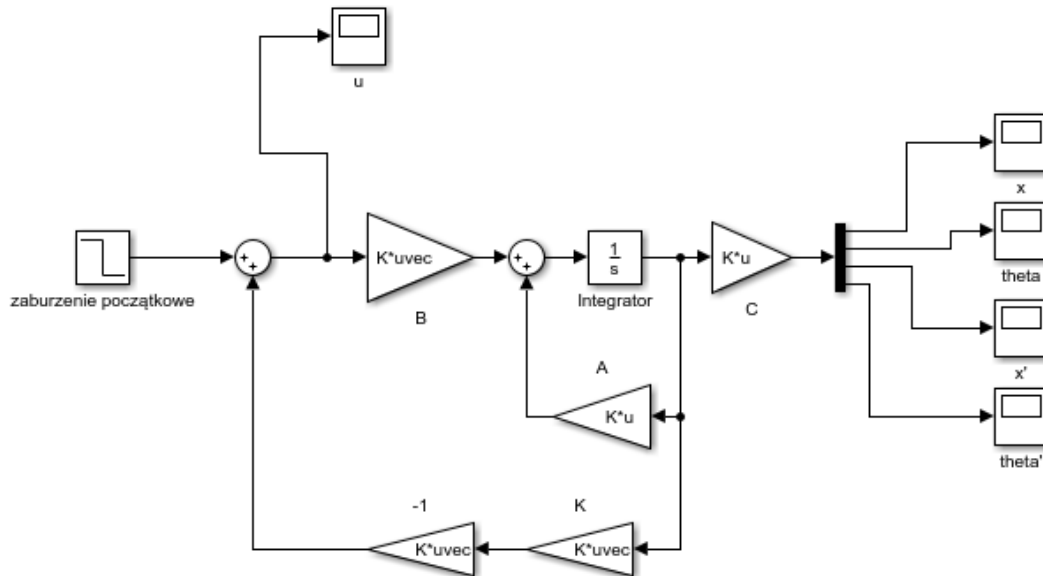 u
x
theta
x'
theta'
zaburzenie początkowe
K*uvec
B
1
s
Integrator
K*u
C
A
K*u
-1
K*uvec
K
K*uvec